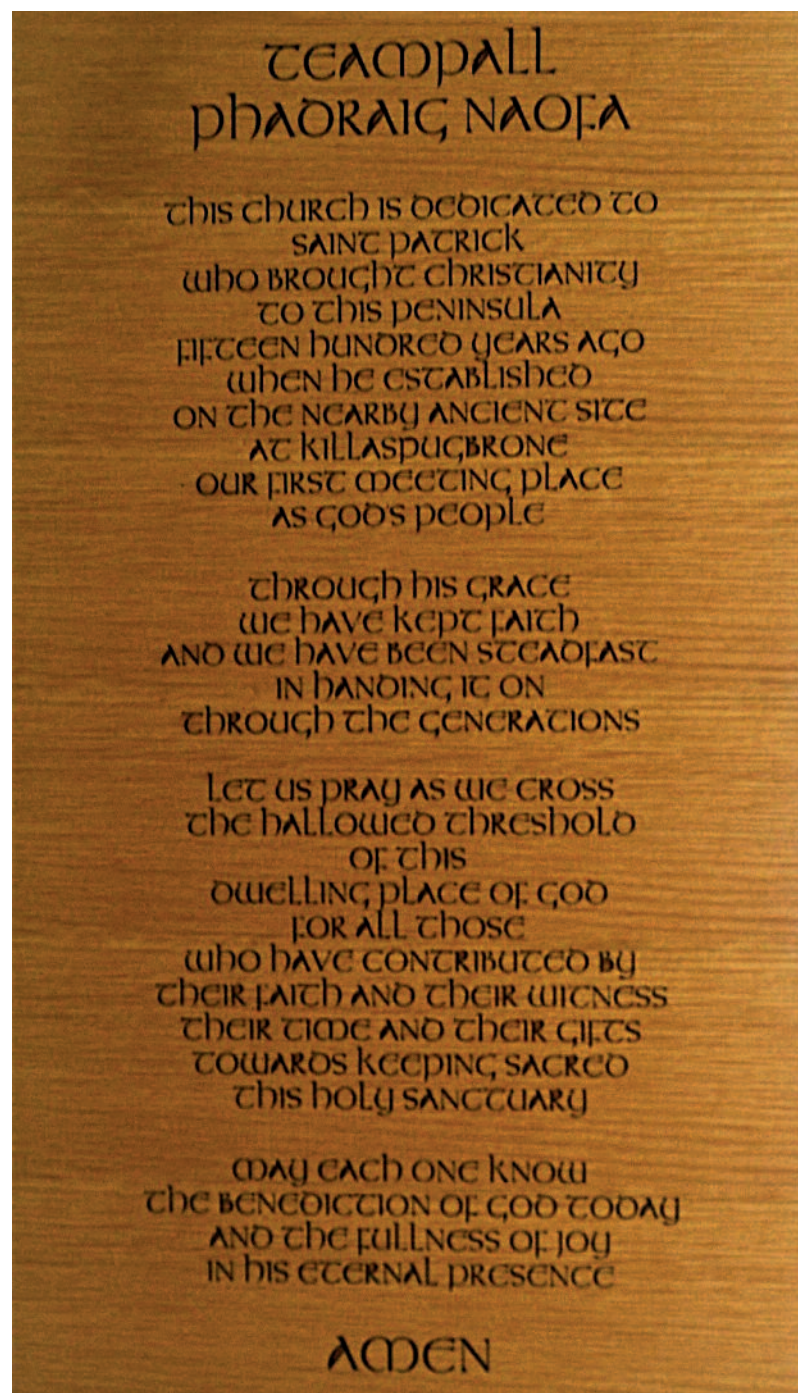 TEAMPALL
PHADRAIG NAOFA
THIS CHURCH IS DEDICATED TO
SAINT PATRICK
WHO BROUGHT CHRISTIANITY
TO THIS PENINSULA
FIFTEEN HUNDRED YEARS AGO
WHEN HE ESTABLISHED
ON THE NEARBY ANCIENT SITE
AT KILLASPUGBRONE
OUR FIRST MEETING PLACE
AS GODS PEOPLE
THROUGH HIS GRACE
WE HAVE KEPT FAITH
AND WE HAVE BEEN STEADFAST
IN HANDING IT ON
THROUGH THE GENERATIONS
LET US PRAY AS WE CROSS
THE HALLOWED THRESHOLD
OF THIS
DWELLING PLACE OF GOD
FOR ALL THOSE
WHO HAVE CONTRIBUTED BY
THEIR FAITH AND THEIR WITNESS
THEIR TIME AND THEIR GIFTS
TOWARDS KEEPING SACRED
THIS HOLY SANCTUARY
MAY EACH ONE KNOW
THE BENEDICTION OF GOD TODAY
AND THE FULLNESS OF JOY
IN HIS ETERNAL PRESENCE
AMEN